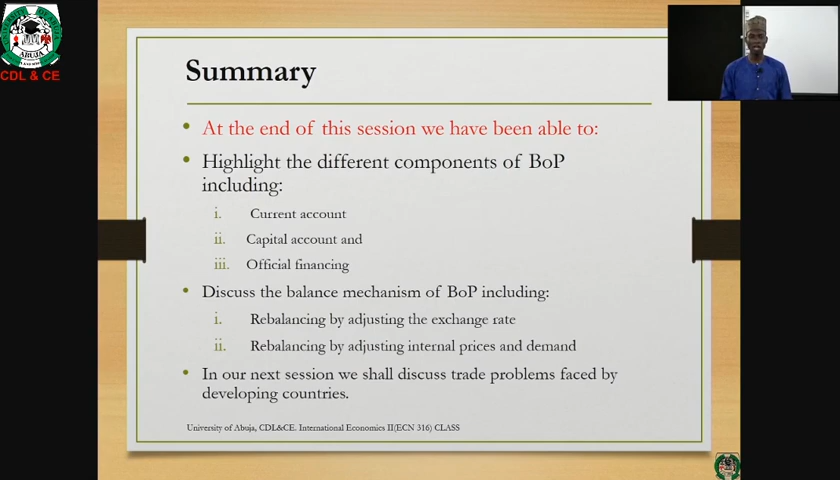 ABUJA
CDL & CE
Summary
• At the end of this session we have been able to:
• Highlight the different components of BoP
including:
i. Current account
ii. Capital account and
iii. Official financing
• Discuss the balance mechanism of BoP including:
i. Rebalancing by adjusting the exchange rate
ii. Rebalancing by adjusting internal prices and demand
• In our next session we shall discuss trade problems faced by
developing countries.
University of Abuja, CDL&CE. International Economics II(ECN 316) CLASS